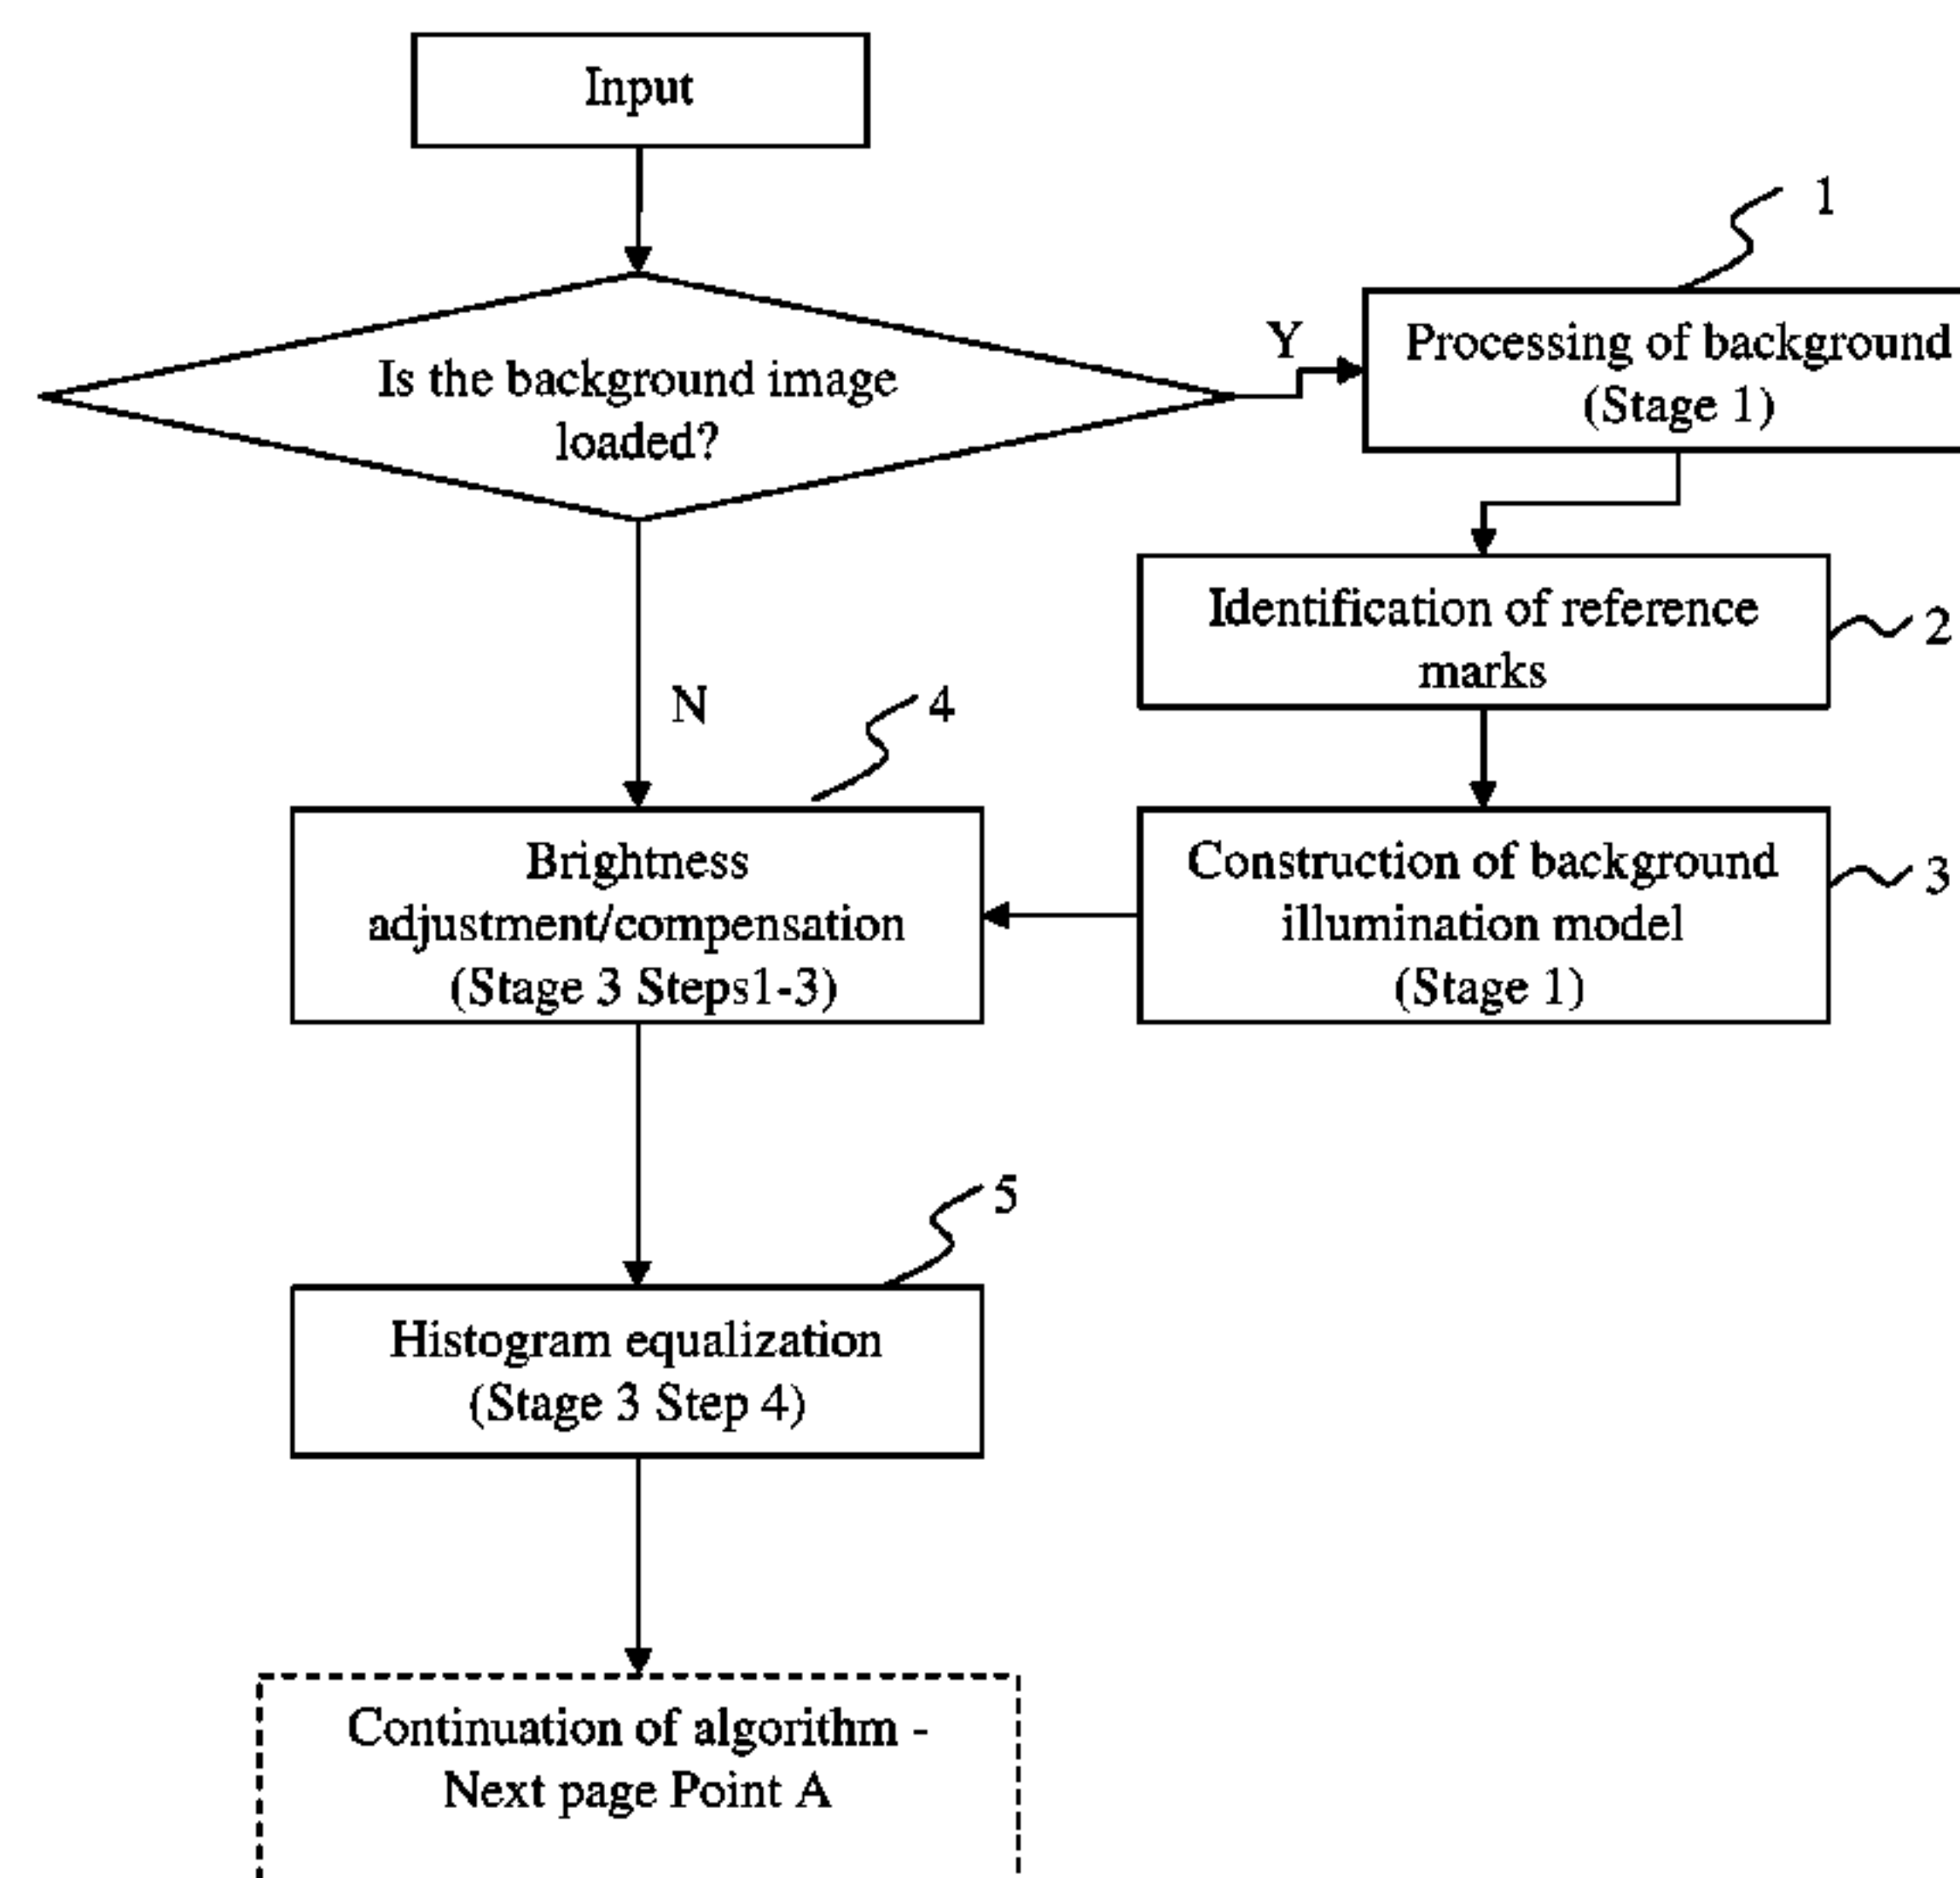 Input
1
Is the background image
loaded?
Y
Processing of background
(Stage 1)
Identification of reference
marks
2
N
4
Brightness
adjustment/compensation
(Stage 3 Steps1-3)
Construction of background
illumination model
(Stage 1)
3
5
Histogram equalization
(Stage 3 Step 4)
Continuation of algorithm -
Next page Point A